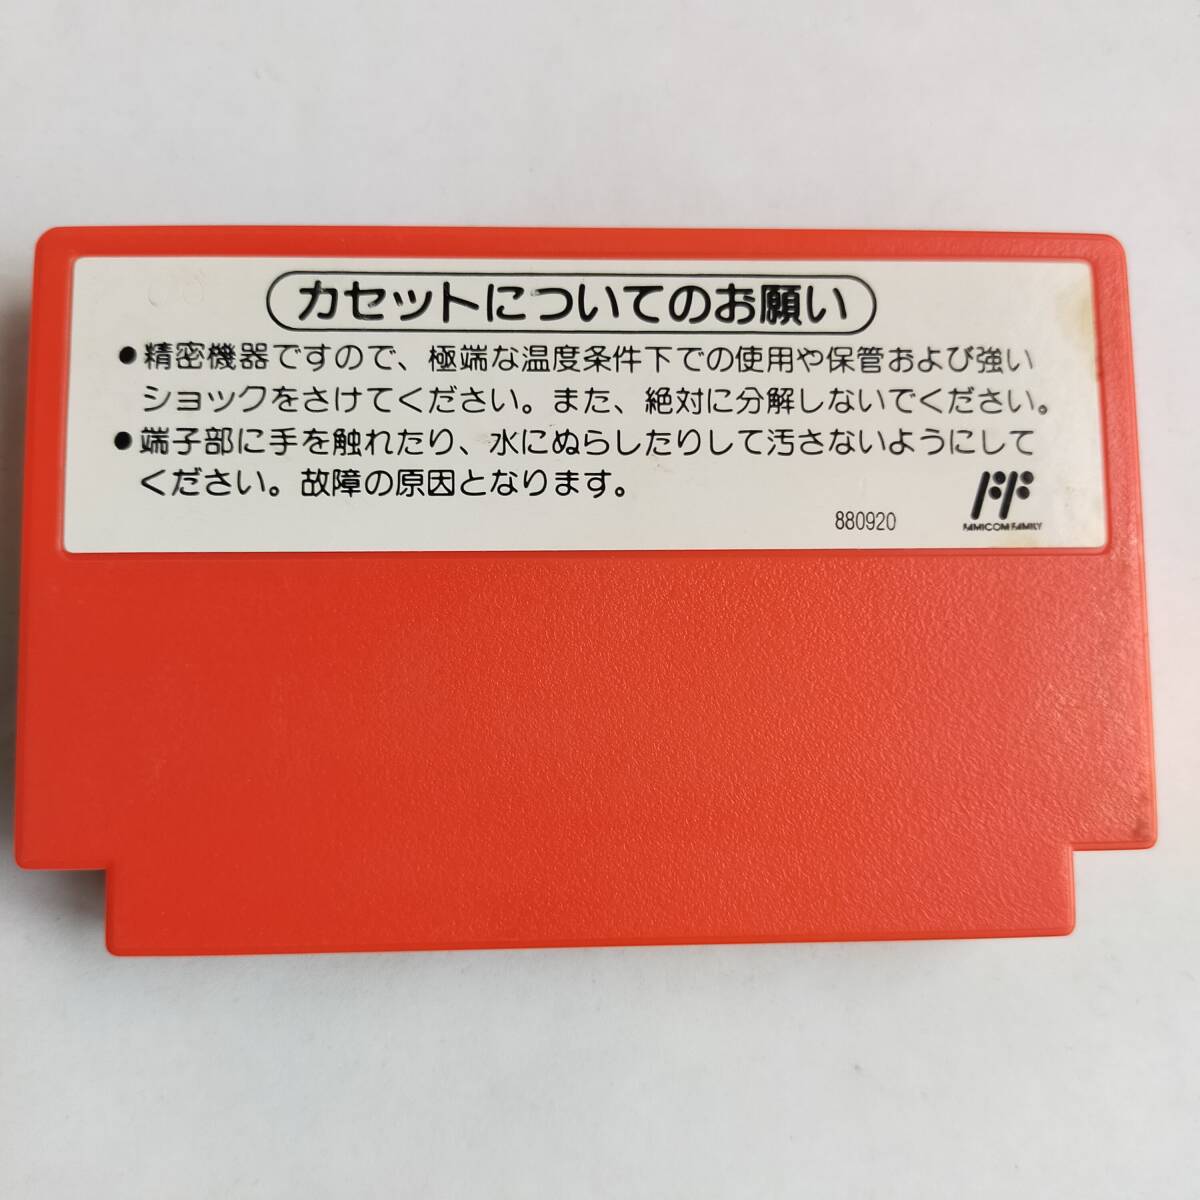 カセットについてのお願い
●精密機器ですので、極端な温度条件下での使用や保管および強い
ショックをさけてください。また、絶対に分解しないでください。
●端子部に手を触れたり、水にぬらしたりして汚さないようにして
ください。故障の原因となります。
880920
FAMICOM FAMILY